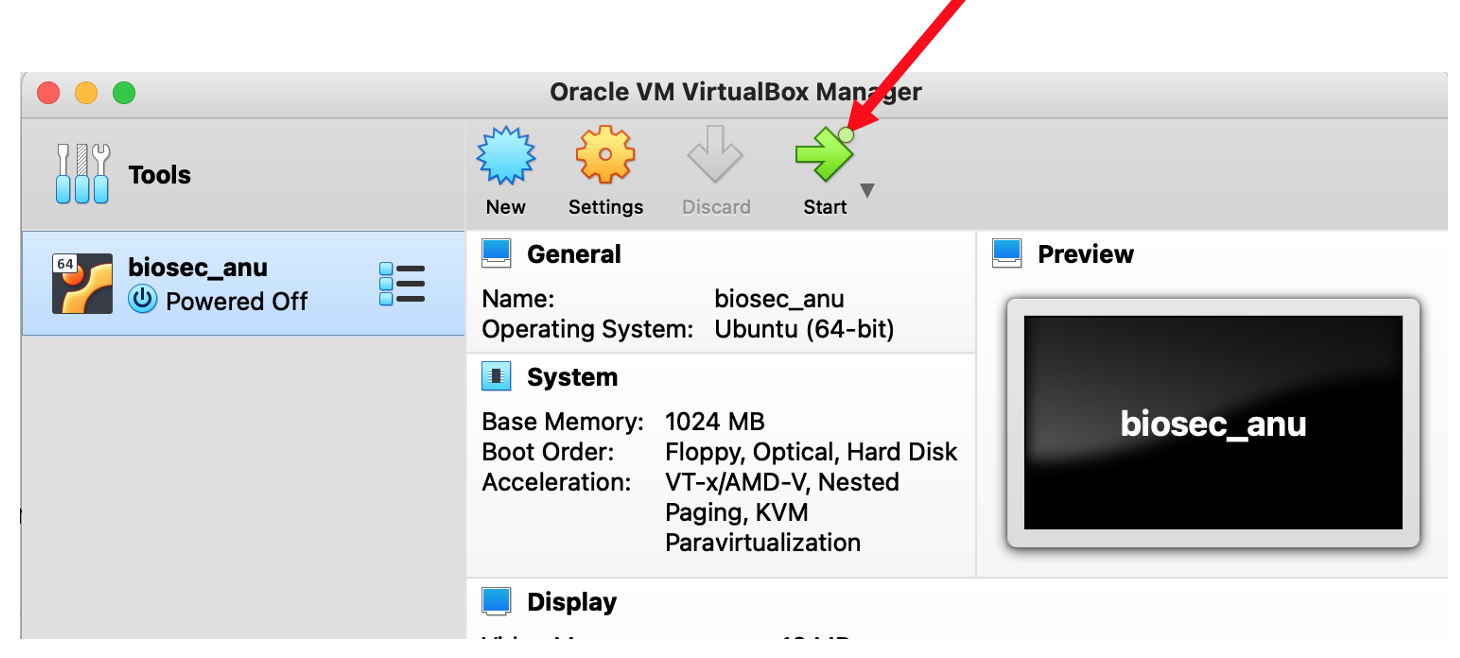 Oracle VM VirtualBox Manager
Tools
New
Settings
Discard
Start
64
biosec_anu
Powered Off
General
Name: biosec_anu
Operating System: Ubuntu (64-bit)
System
Base Memory: 1024 MB
Boot Order: Floppy, Optical, Hard Disk
Acceleration: VT-x/AMD-V, Nested
Paging, KVM
Paravirtualization
Preview
biosec_anu
Display